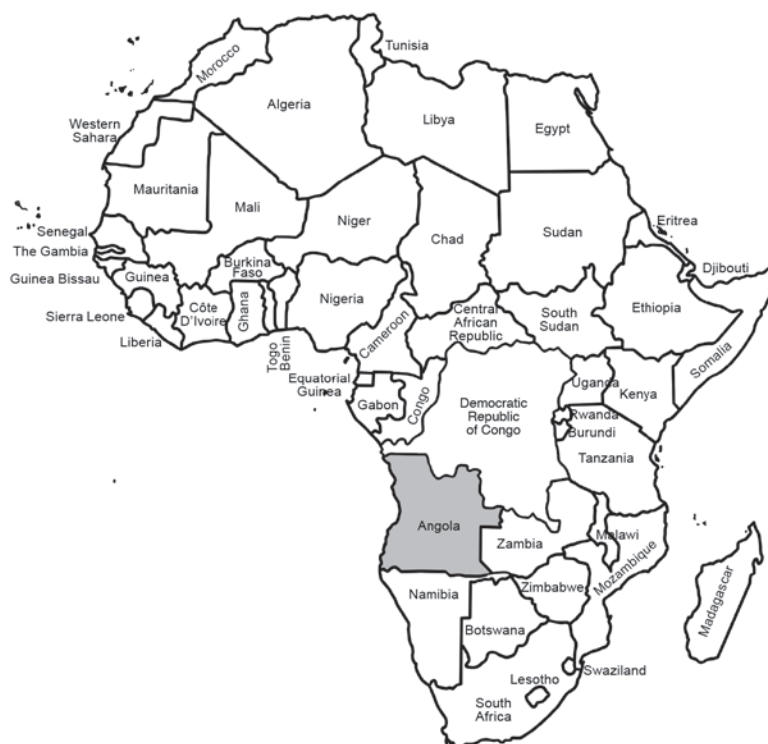 Tunisia
Morocco
Algeria
Libya
Egypt
Western
Sahara
Mauritania
Mali
Niger
Chad
Sudan
Eritrea
Senegal
The Gambia
Guinea Bissau
Guinea
Burkina
Faso
Djibouti
Nigeria
Ethiopia
Sierra Leone
Côte
D'Ivoire
Ghana
Central
African
Republic
South
Sudan
Liberia
Togo
Benin
Cameroon
Somalia
Equatorial
Guinea
Gabon
Congo
Democratic
Republic
of Congo
Uganda
Kenya
Rwanda
Burundi
Tanzania
Angola
Zambia
Malawi
Mozambique
Madagascar
Namibia
Zimbabwe
Botswana
Swaziland
Lesotho
South
Africa